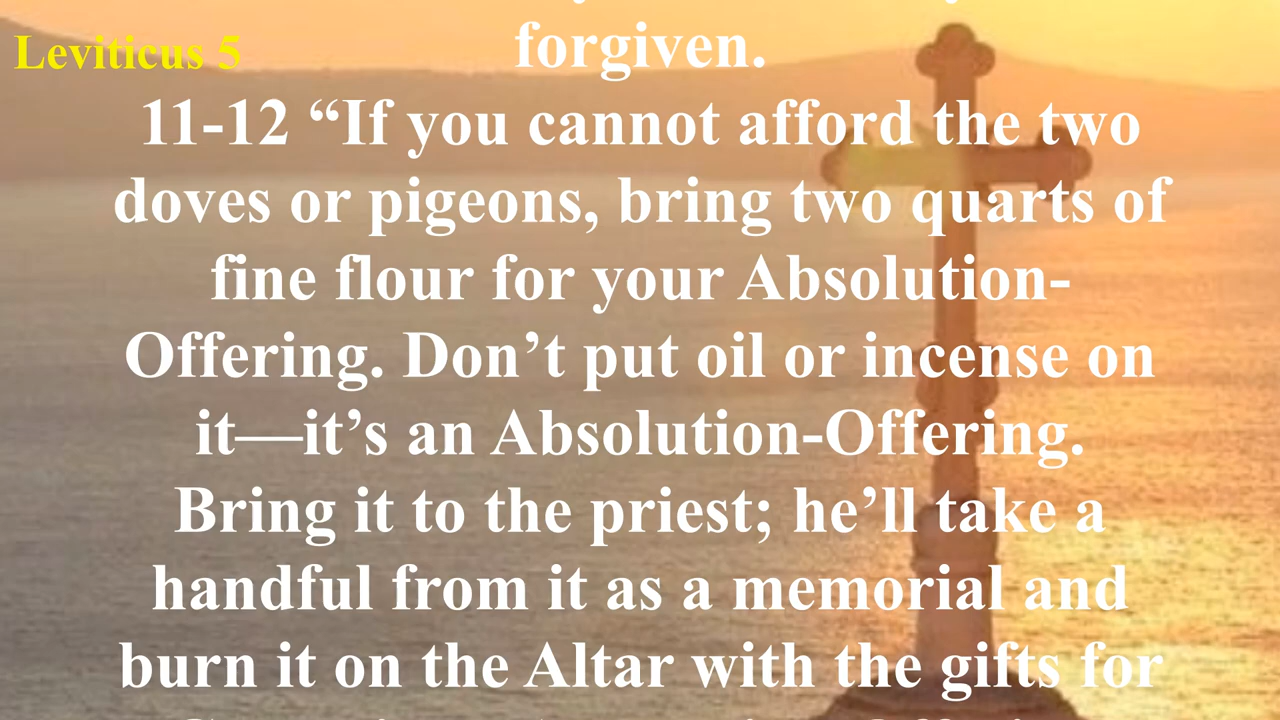 Leviticus 5
forgiven.
11-12 “If you cannot afford the two
doves or pigeons, bring two quarts of
fine flour for your Absolution-
Offering. Don’t put oil or incense on
it—it’s an Absolution-Offering.
Bring it to the priest; he’ll take a
handful from it as a memorial and
burn it on the Altar with the gifts for